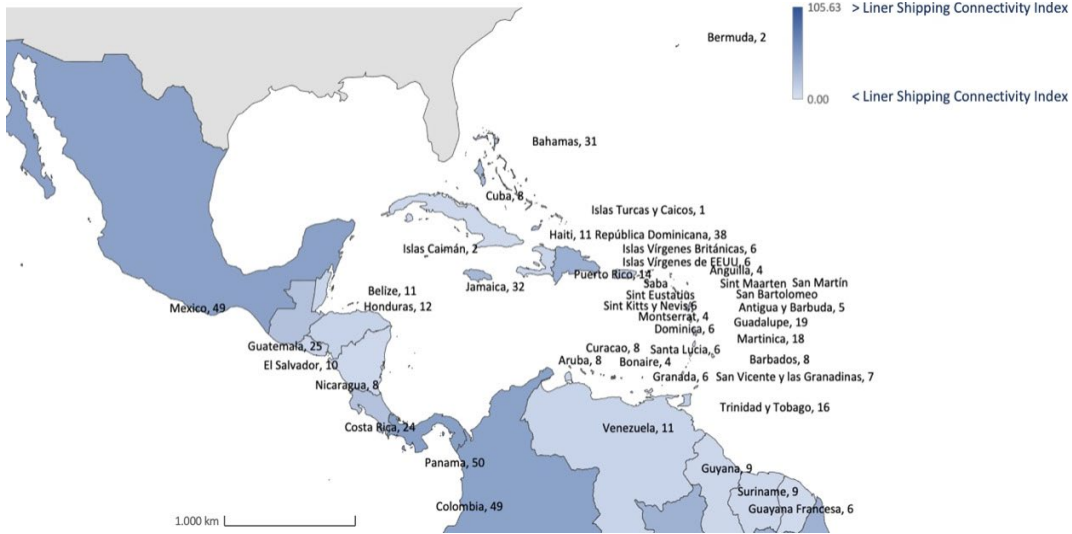 105.63 > Liner Shipping Connectivity Index
0.00 < Liner Shipping Connectivity Index
Bermuda, 2
Bahamas, 31
Cuba, 8
Islas Turcas y Caicos, 1
Haiti, 11 República Dominicana, 38
Islas Caimán, 2
Islas Vírgenes Británicas, 6
Islas Vírgenes de EEUU, 6
Anguilla, 4
Puerto Rico, 14
Saba
Sint Maarten San Martín
Jamaica, 32
Belize, 11
Sint Eustatius
San Bartolomeo
Mexico, 49
Honduras, 12
Sint Kitts y Nevis, 6
Antigua y Barbuda, 5
Montserrat, 4
Guadalupe, 19
Dominica, 6
Martinica, 18
Guatemala, 25
Curacao, 8
Santa Lucia, 6
El Salvador, 10
Aruba, 8
Bonaire, 4
Barbados, 8
Nicaragua, 8
Granada, 6
San Vicente y las Granadinas, 7
Trinidad y Tobago, 16
Costa Rica, 24
Venezuela, 11
Panama, 50
Guyana, 9
Suriname, 9
Colombia, 49
Guayana Francesa, 6
1.000 km